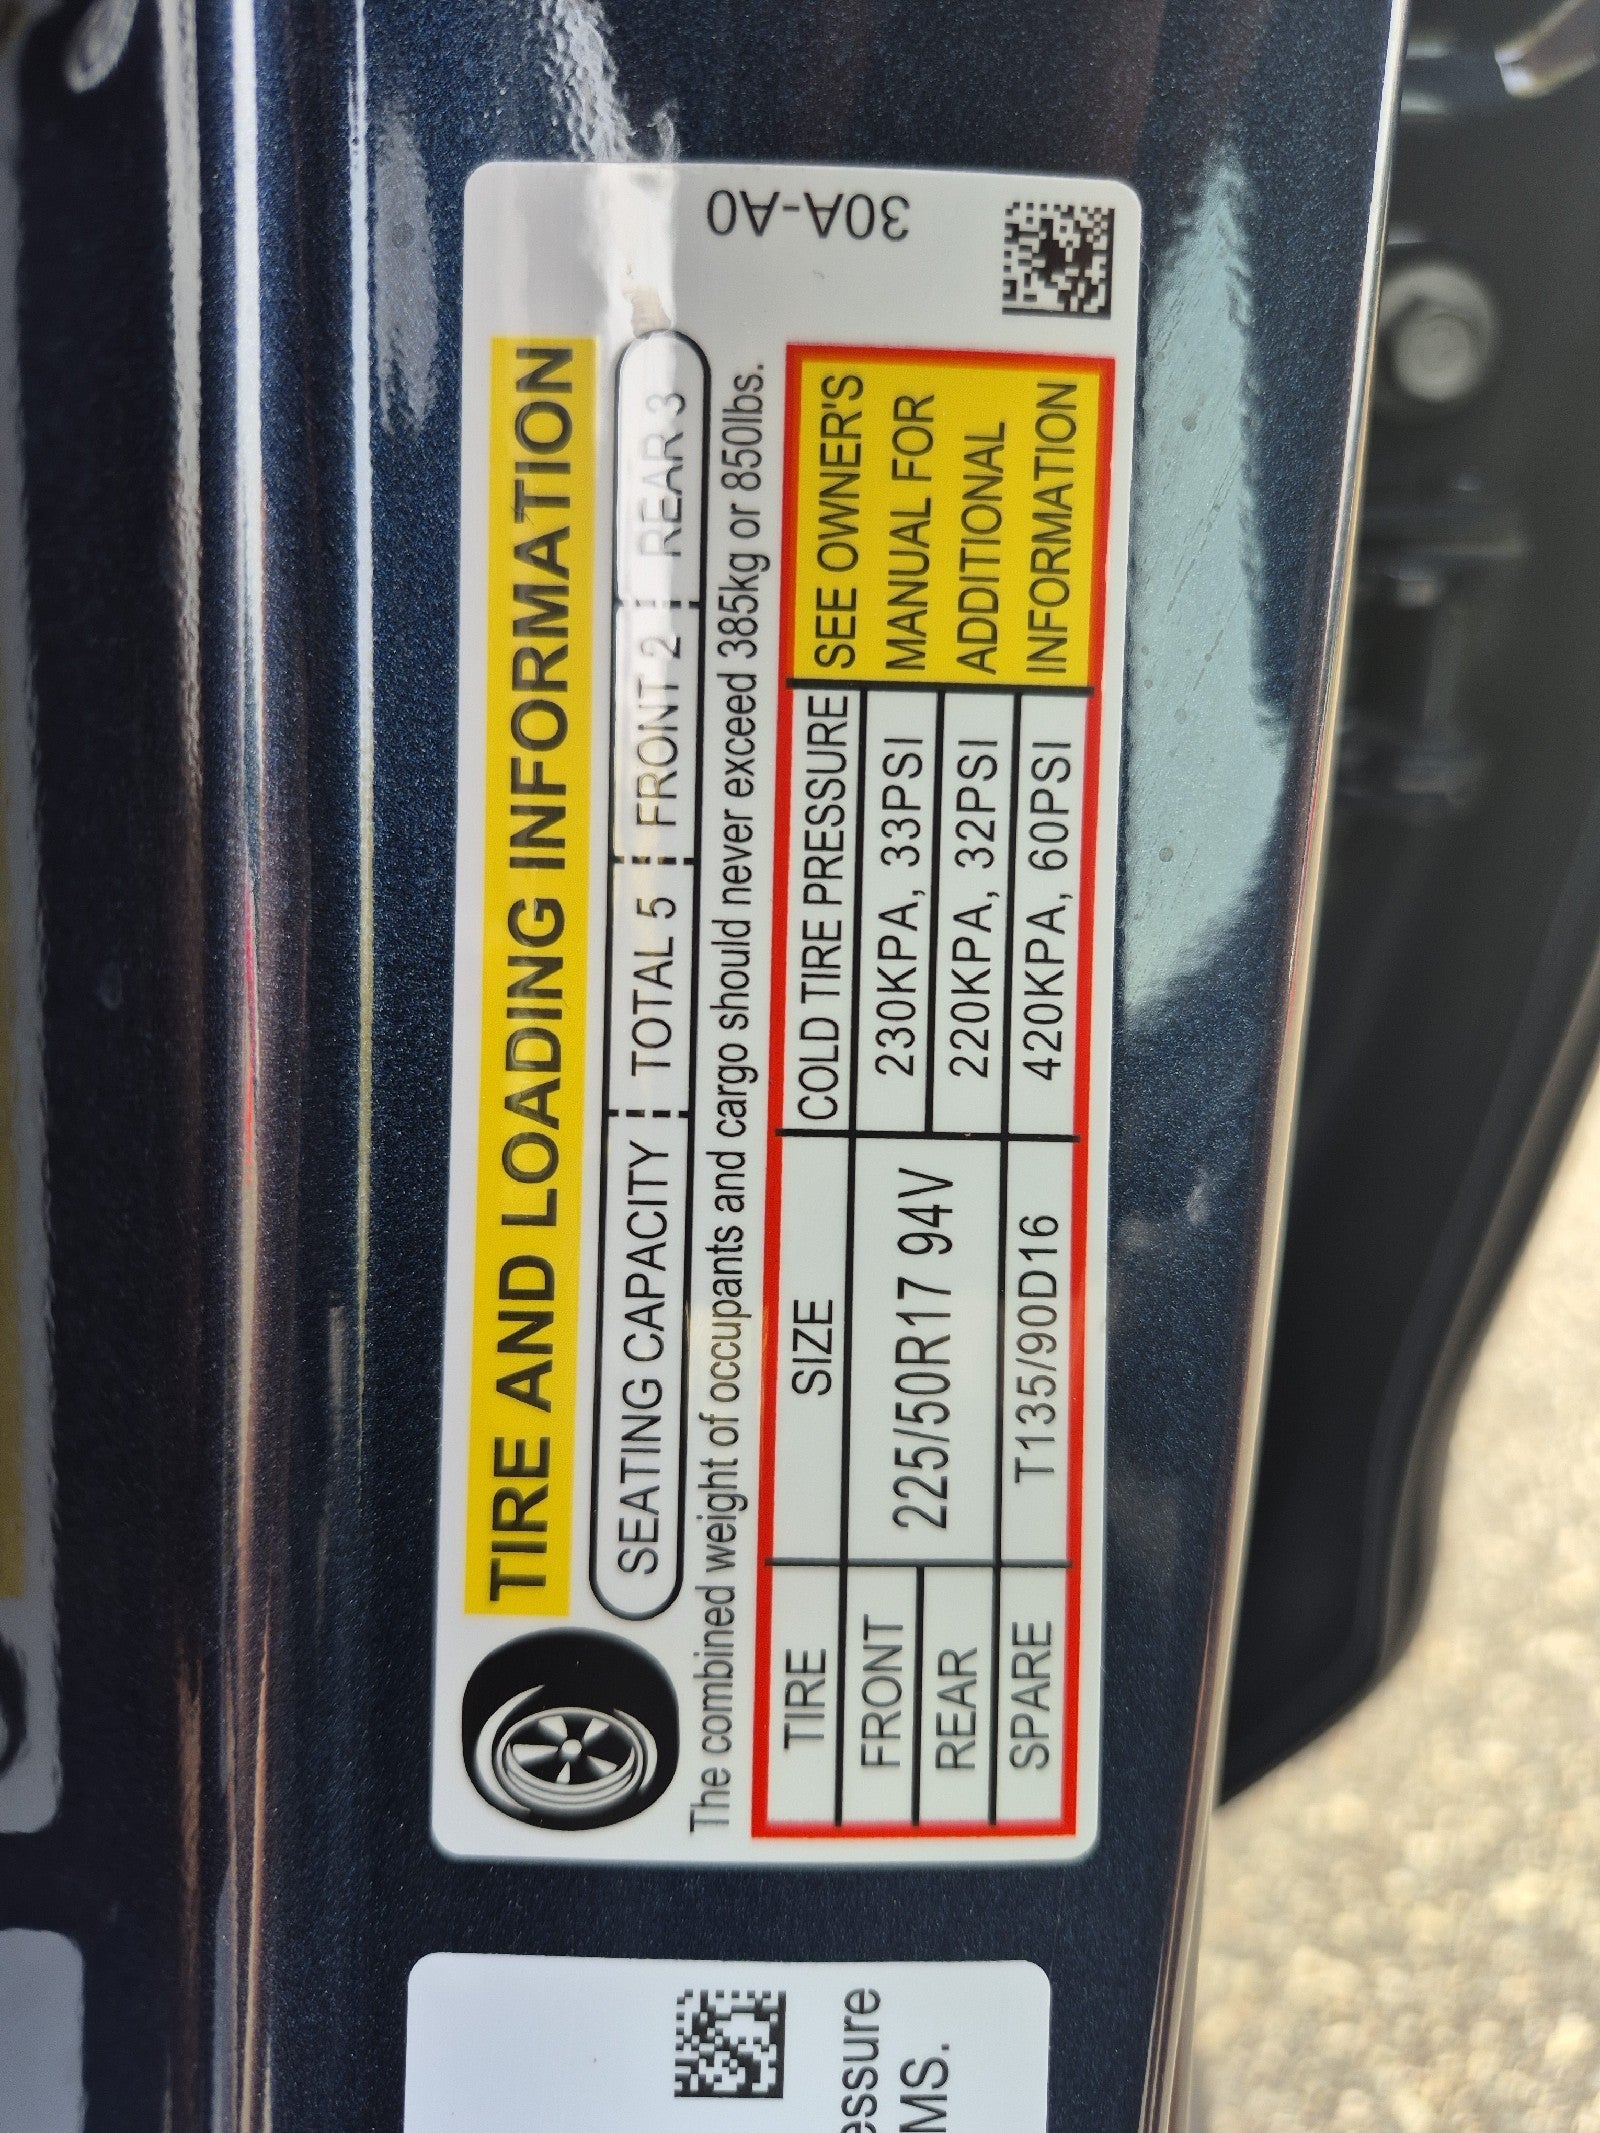 TIRE AND LOADING INFORMATION
SEATING CAPACITY TOTAL 5 FRONT 2 REAR 3
The combined weight of occupants and cargo should never exceed 385kg or 850lbs.
TIRE SIZE COLD TIRE PRESSURE
FRONT 225/50R17 94V 230KPA, 33PSI
REAR 220KPA, 32PSI
SPARE T135/90D16 420KPA, 60PSI
SEE OWNER'S
MANUAL FOR
ADDITIONAL
INFORMATION
30A-A0
essure
MS.